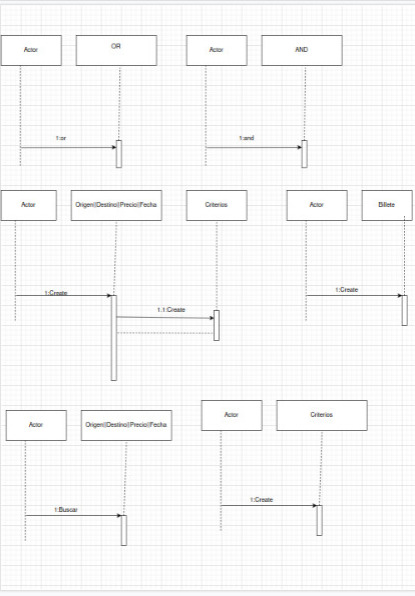 Actor
OR
Actor
AND
1:or
1:and
Actor
Origen||Destino||Precio||Fecha
Criterios
Actor
Billete
1:Create
1.1:Create
1:Create
Actor
Origen||Destino||Precio||Fecha
Actor
Criterios
1:Buscar
1:Create